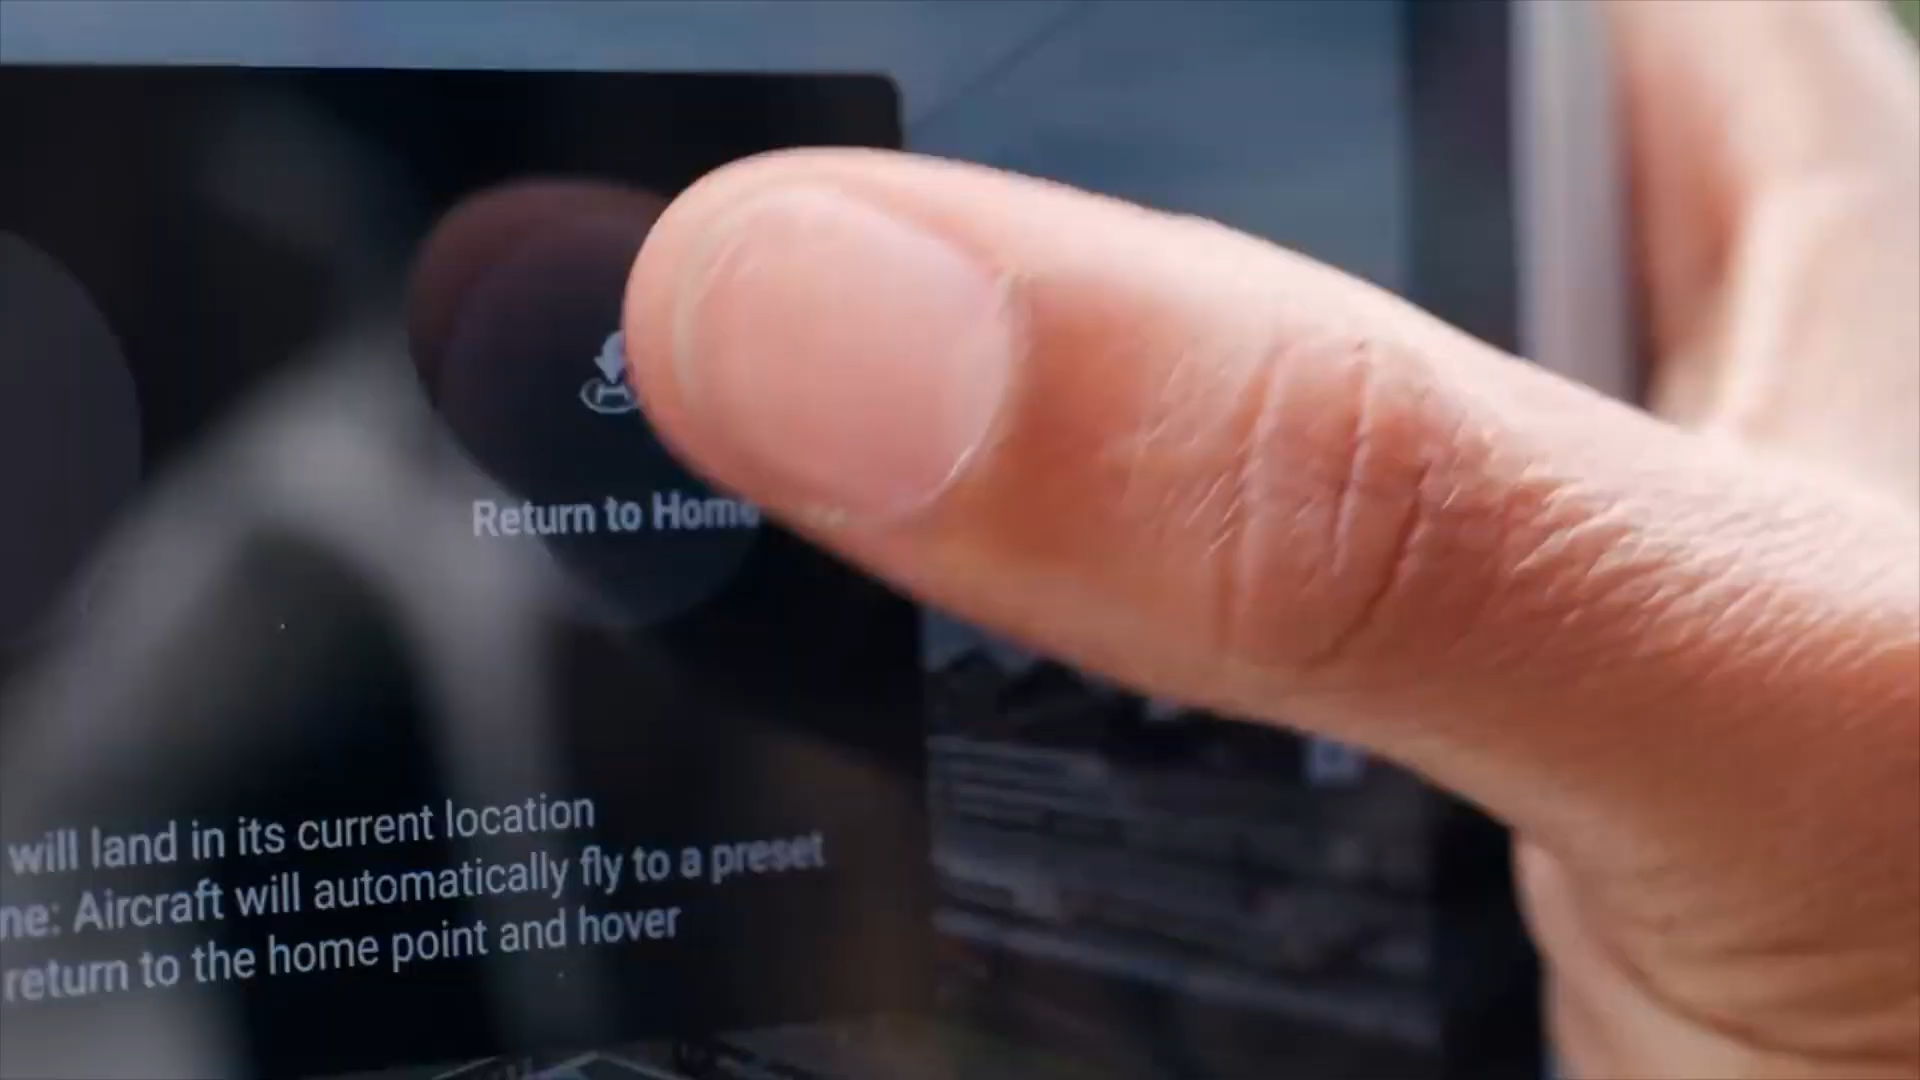 Return to Home
will land in its current location
ne: Aircraft will automatically fly to a preset
return to the home point and hover